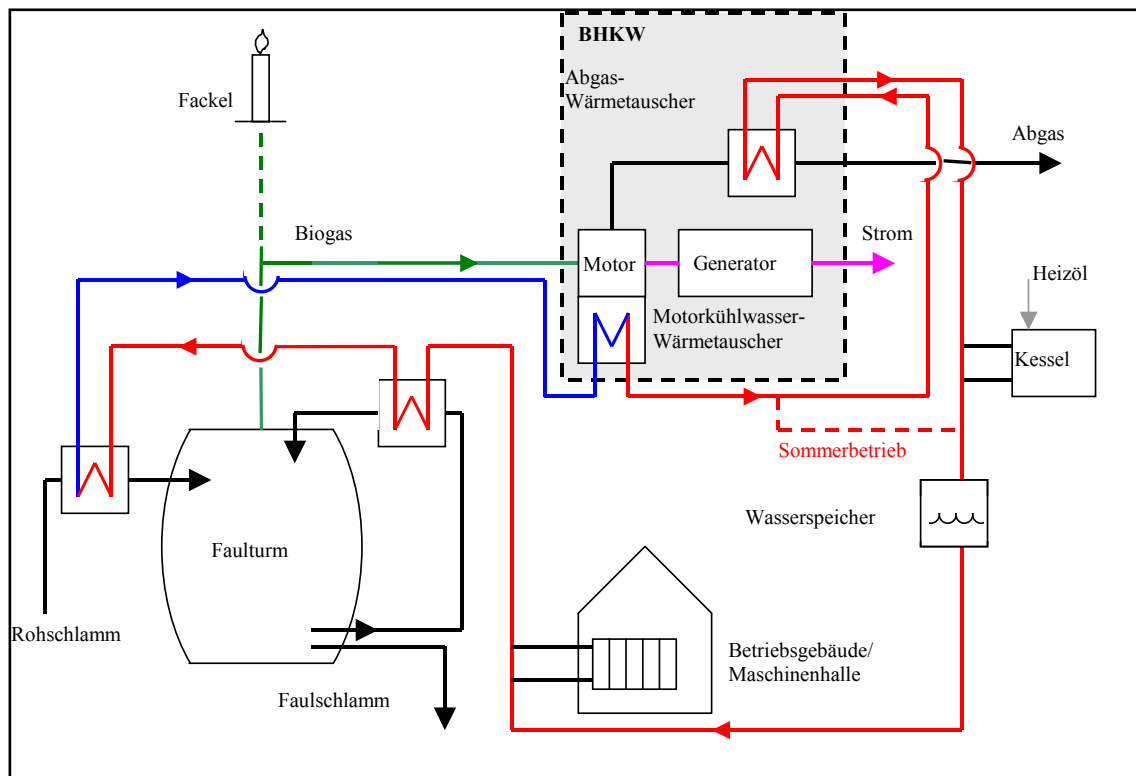 BHKW
Abgas-
Wärmetauscher
Fackel
Abgas
Biogas
Strom
Motor
Generator
Heizöl
Motorkühlwasser-
Wärmetauscher
Kessel
Sommerbetrieb
Wasserspeicher
Faulturm
Rohschlamm
Betriebsgebäude/
Maschinenhalle
Faulschlamm